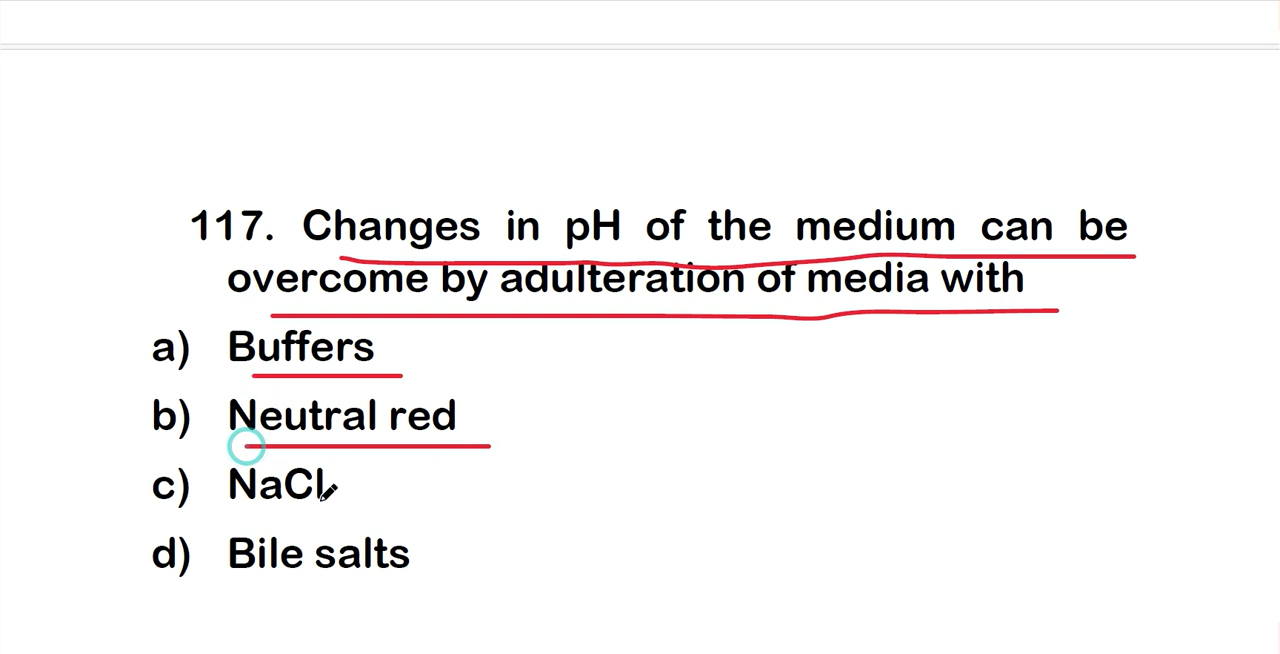 117. Changes in pH of the medium can be
overcome by adulteration of media with
a) Buffers
b) Neutral red
c) NaCl
d) Bile salts